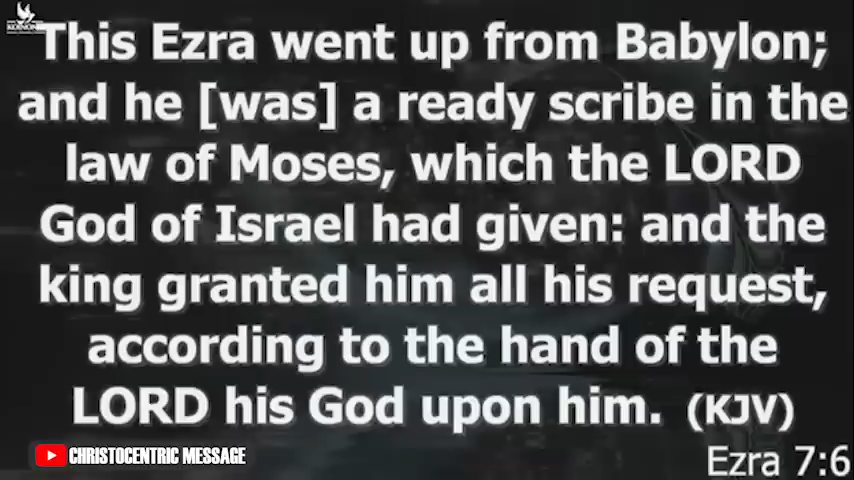 KOINONIA
This Ezra went up from Babylon;
and he [was] a ready scribe in the
law of Moses, which the LORD
God of Israel had given: and the
king granted him all his request,
according to the hand of the
LORD his God upon him. (KJV)
CHRISTOCENTRIC MESSAGE
Ezra 7:6